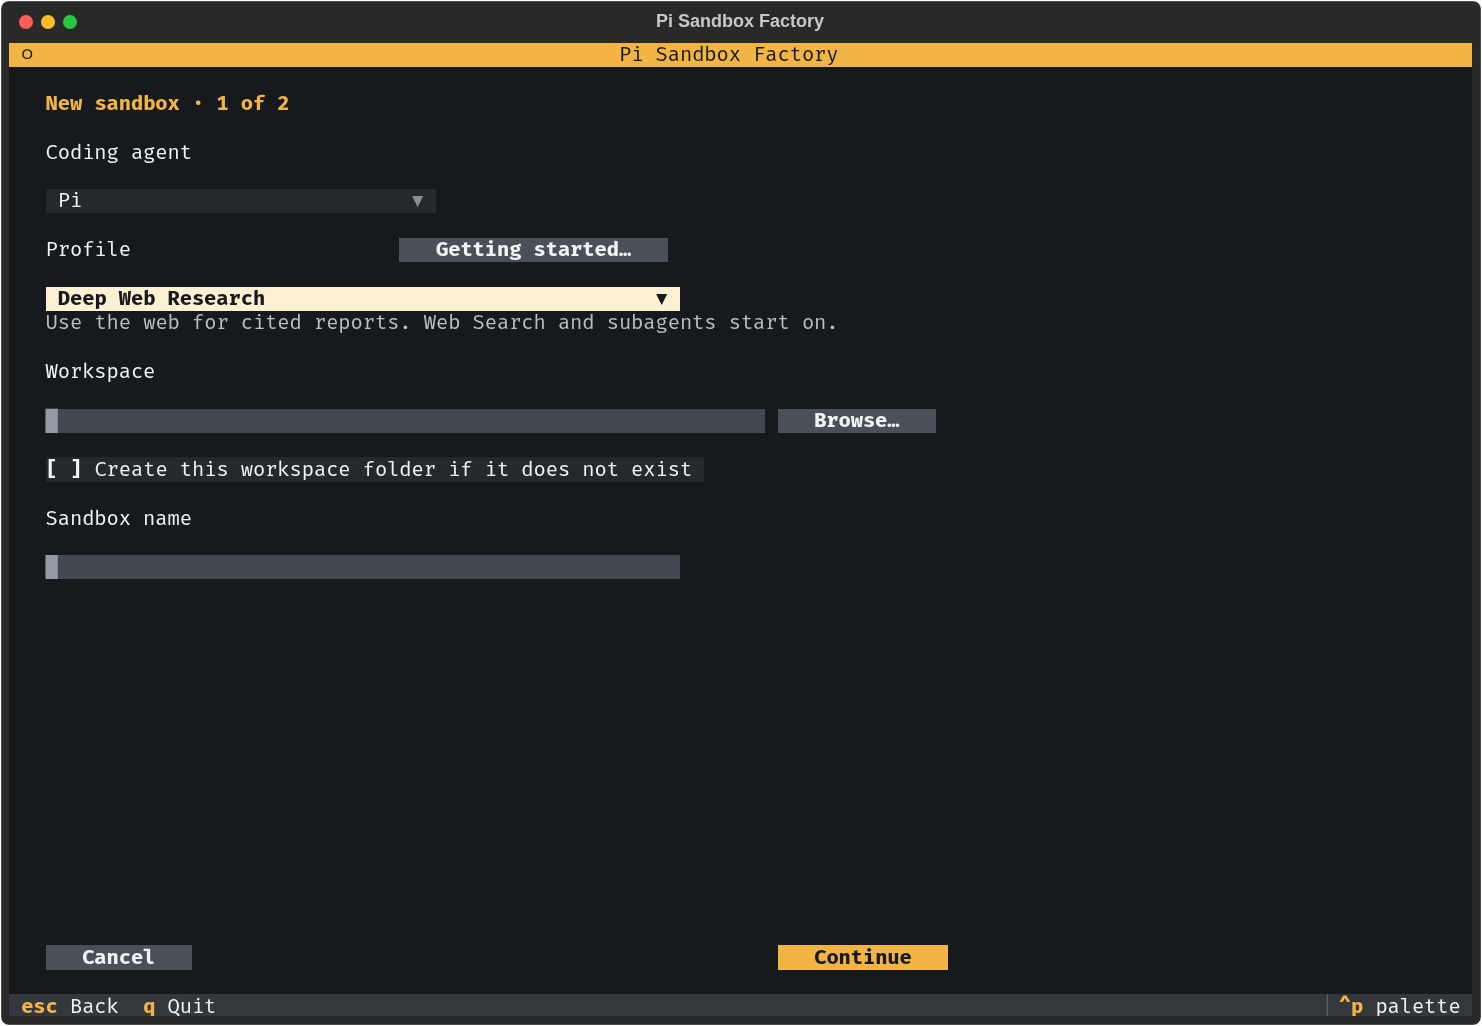 Pi Sandbox Factory
O Pi Sandbox Factory
New sandbox · 1 of 2
Coding agent
Pi ▼
Profile Getting started…
Deep Web Research ▼
Use the web for cited reports. Web Search and subagents start on.
Workspace
Browse…
[ ] Create this workspace folder if it does not exist
Sandbox name
Cancel Continue
esc Back q Quit ^p palette